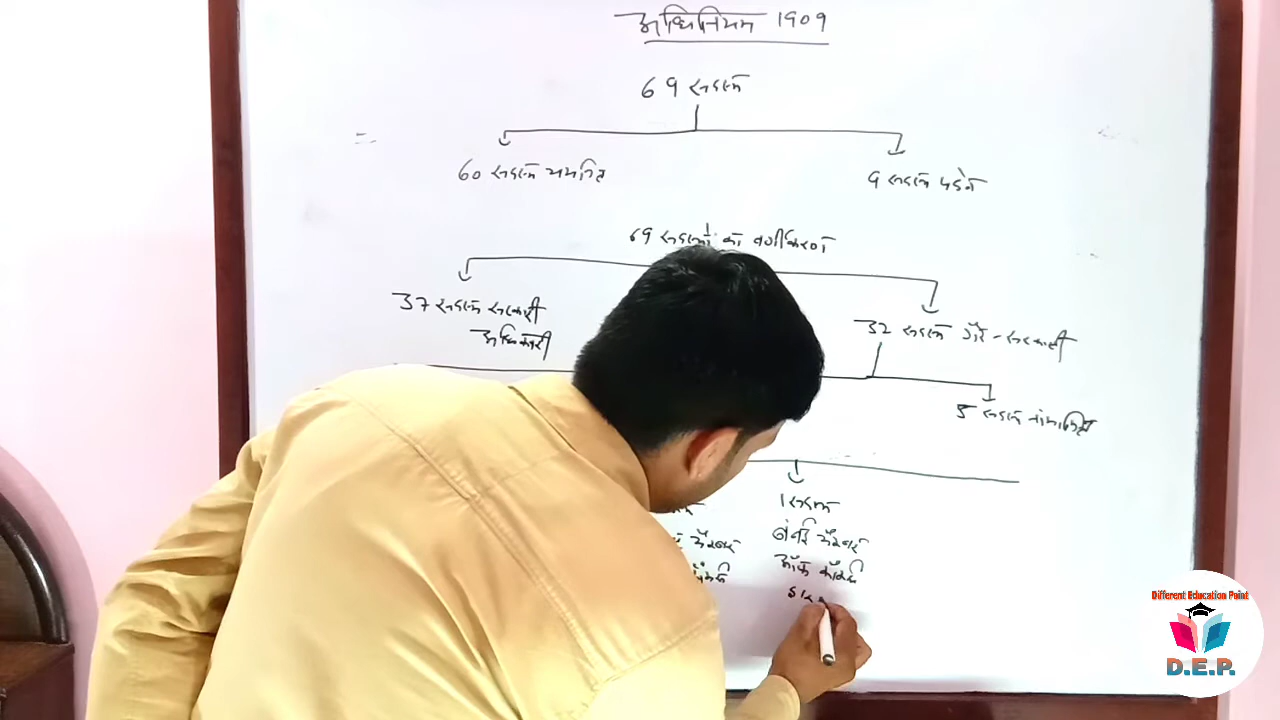 अधिनियम 1909
69 सदस्य
60 सदस्य
9 सदस्य पदेन
69 सदस्यों का वर्गीकरण
37 सदस्य सरकारी
अधिकारी
32 सदस्य गैर-सरकारी
5 सदस्य
1 सदस्य
चैंबर
ऑफ कॉमर्स
Different Education Point
D.E.P.